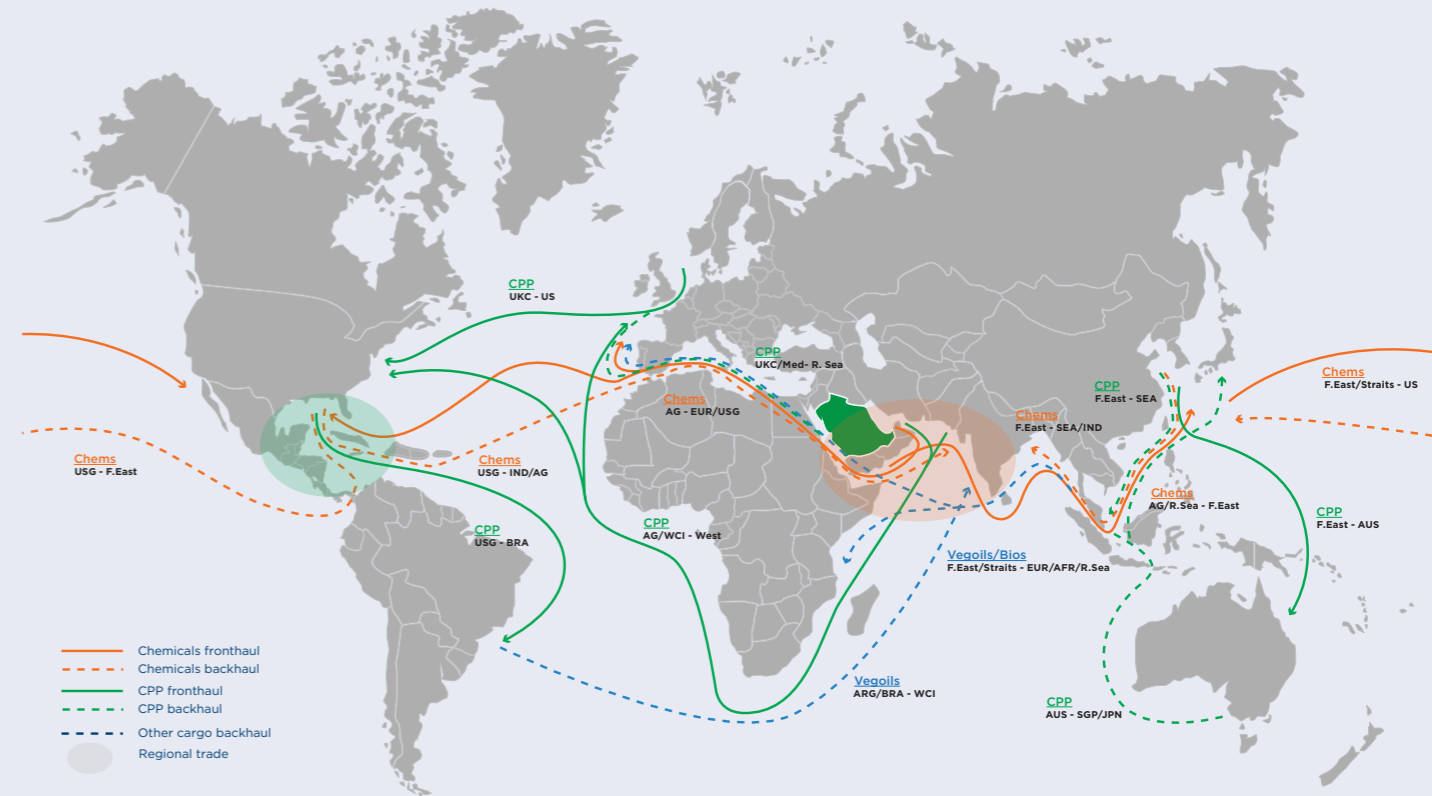 CPP
UKC - US
CPP
UKC/Med- R. Sea
Chems
F.East/Straits - US
CPP
F.East - SEA
Chems
AG - EUR/USG
Chems
F.East - SEA/IND
Chems
USG - F.East
Chems
USG - IND/AG
Chems
AG/R.Sea - F.East
CPP
F.East - AUS
CPP
USG - BRA
CPP
AG/WCI - West
Vegoils/Bios
F.East/Straits - EUR/AFR/R.Sea
Vegoils
ARG/BRA - WCI
CPP
AUS - SGP/JPN
Chemicals fronthaul
Chemicals backhaul
CPP fronthaul
CPP backhaul
Other cargo backhaul
Regional trade